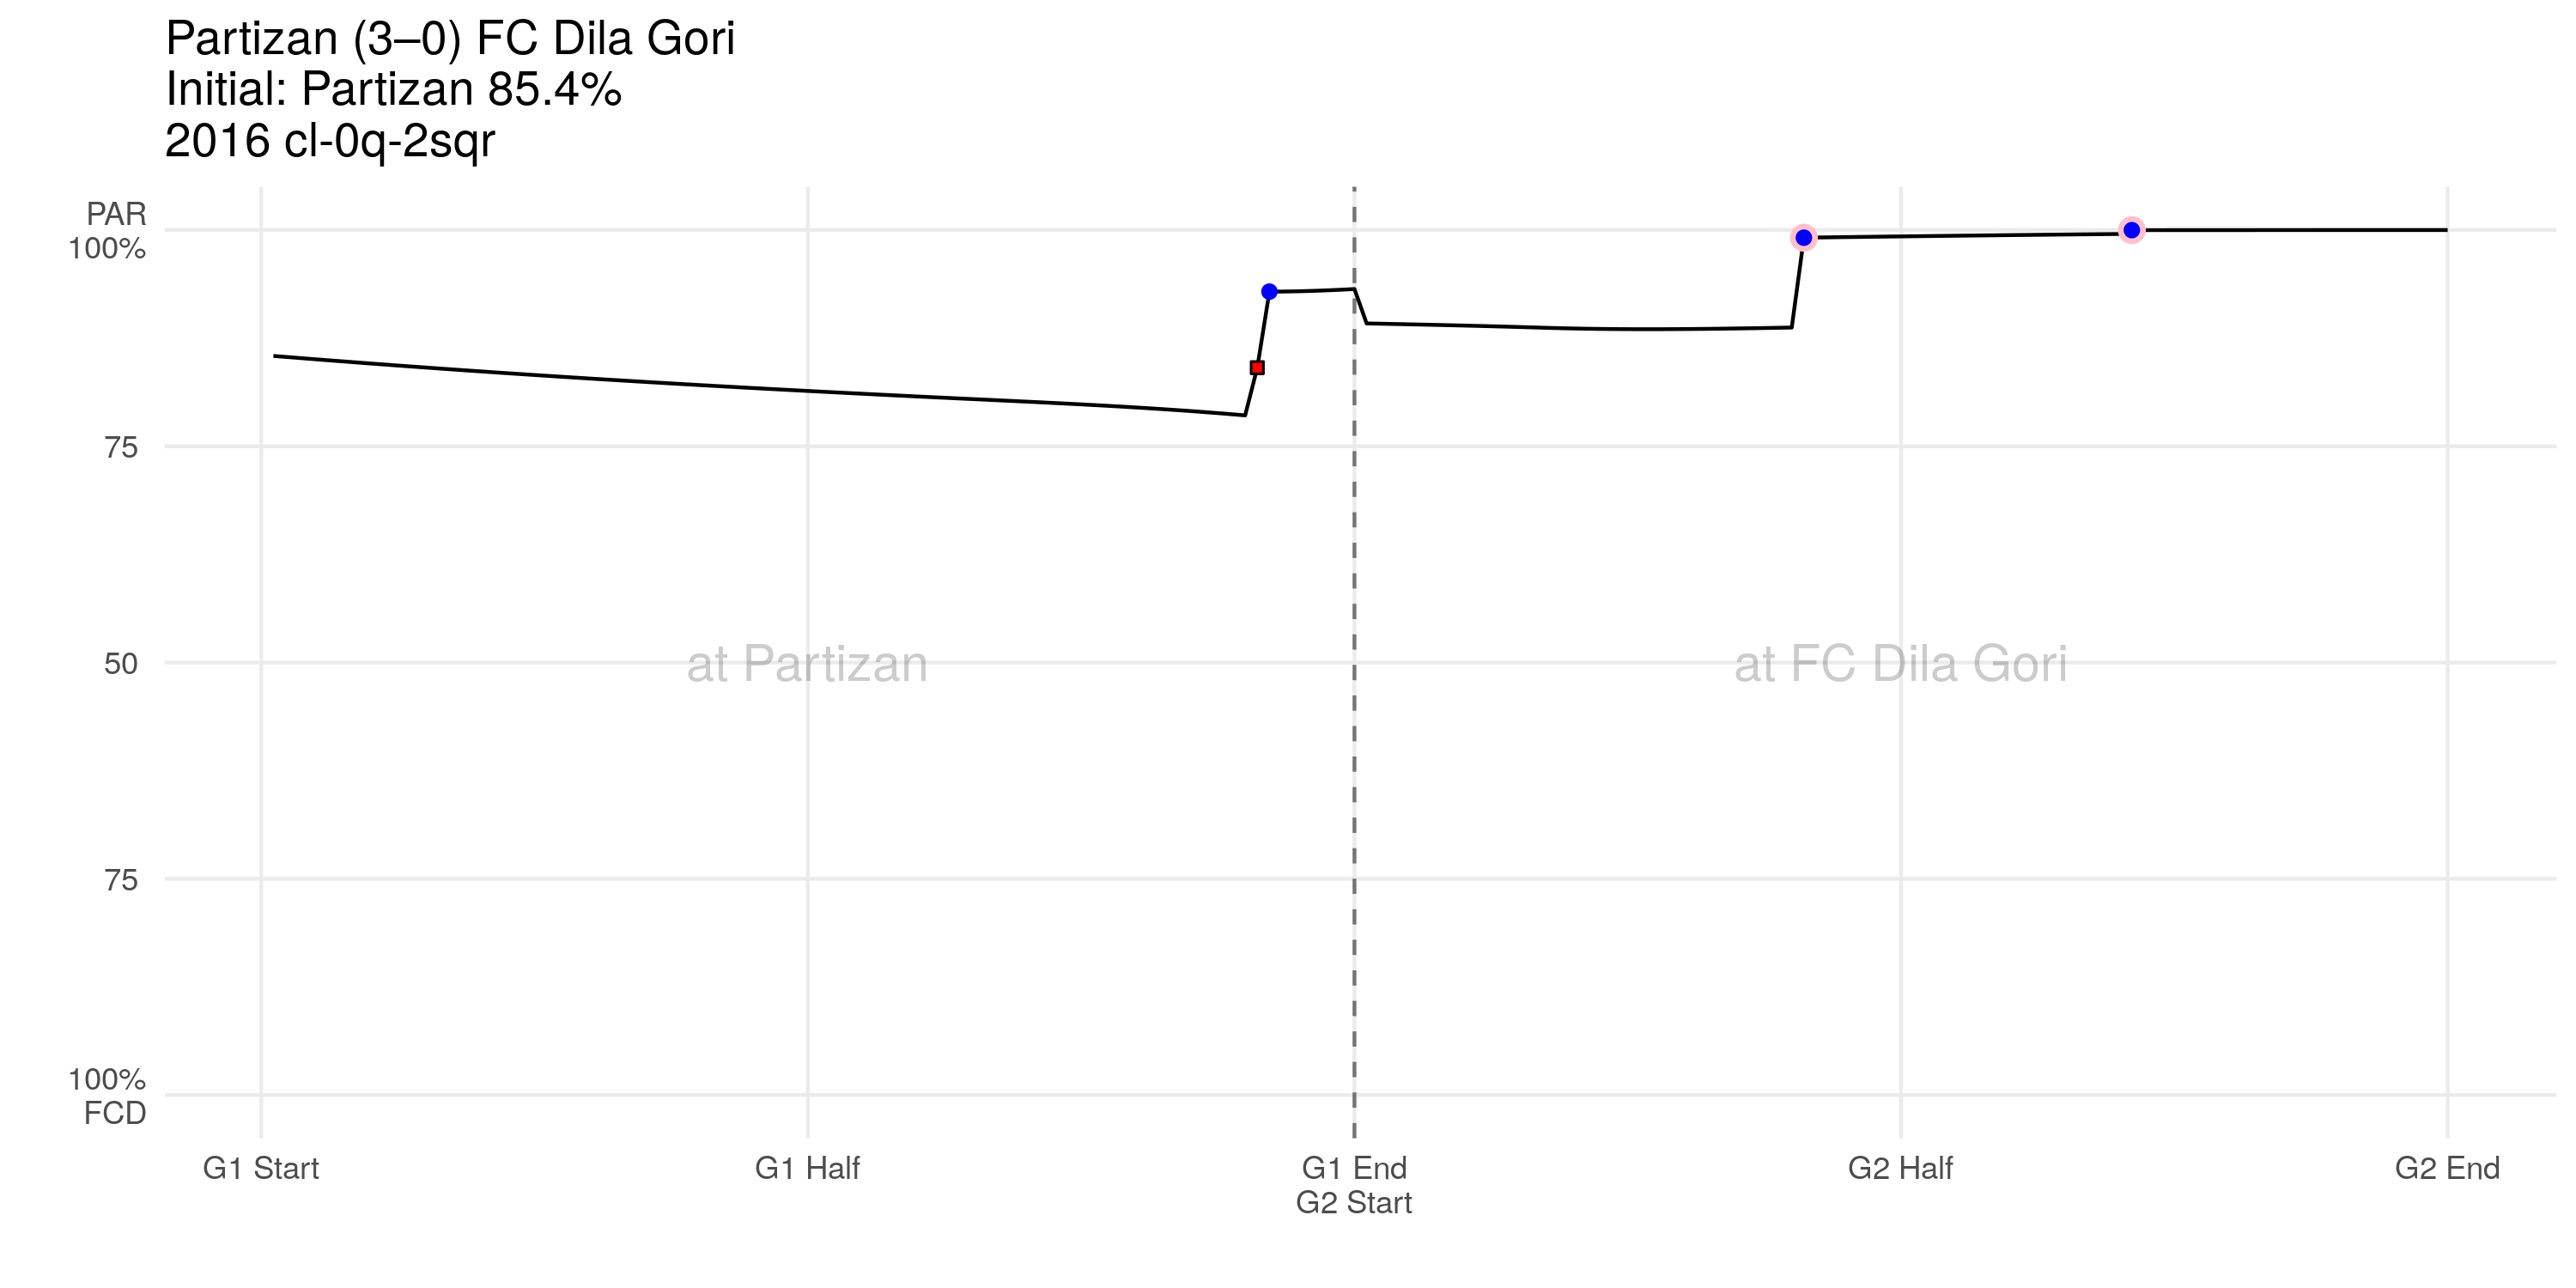 Partizan (3–0) FC Dila Gori
Initial: Partizan 85.4%
2016 cl-0q-2sqr
PAR
100%
75
50
75
100%
FCD
at Partizan
at FC Dila Gori
G1 Start
G1 Half
G1 End
G2 Start
G2 Half
G2 End